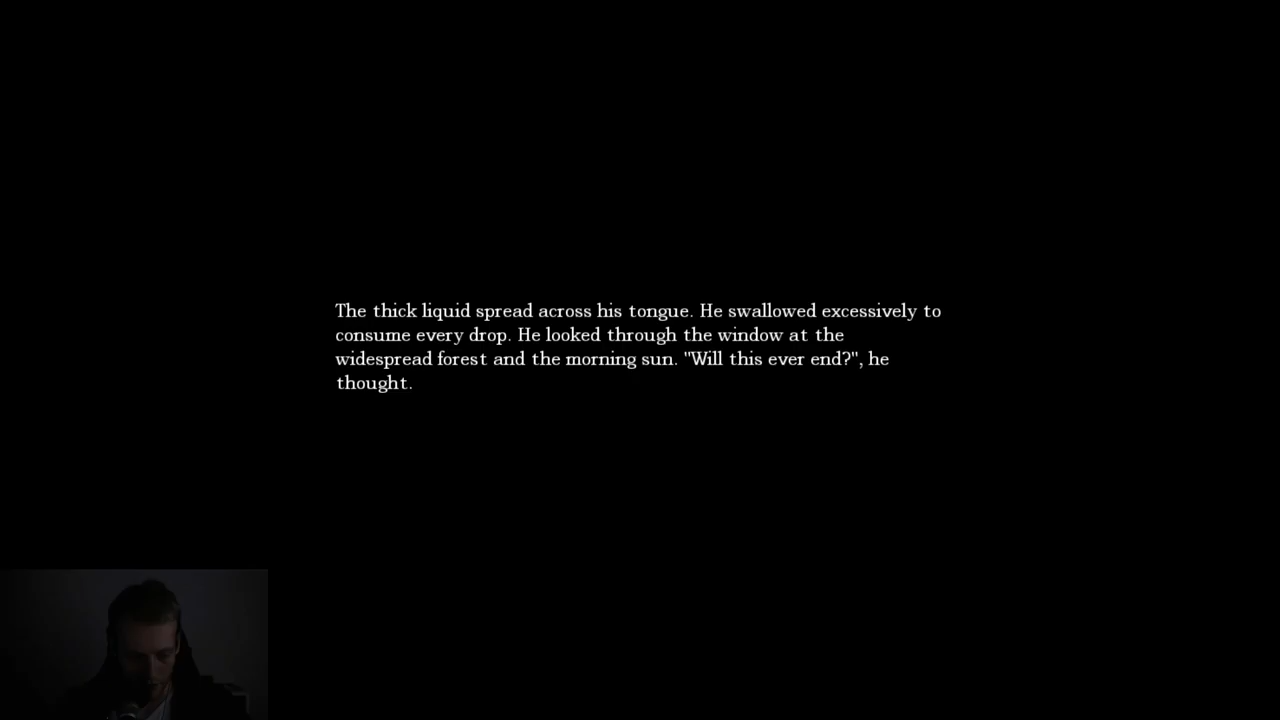 The thick liquid spread across his tongue. He swallowed excessively to
consume every drop. He looked through the window at the
widespread forest and the morning sun. "Will this ever end?", he
thought.